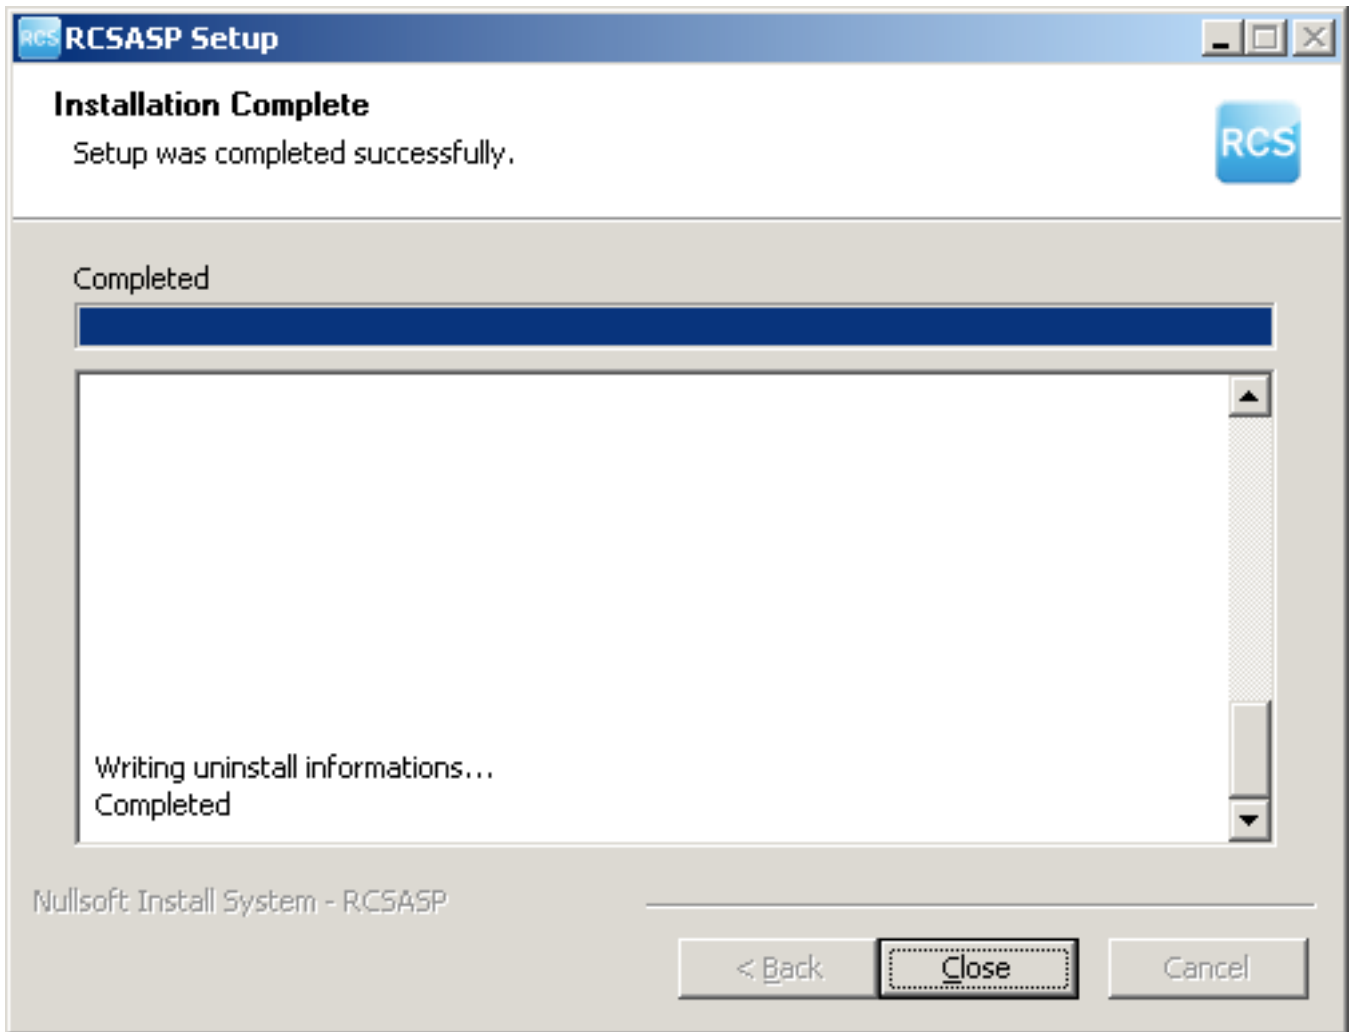 RCS RCSASP Setup
Installation Complete
Setup was completed successfully.
RCS
Completed
Writing uninstall informations...
Completed
Nullsoft Install System - RCSASP
< Back
Close
Cancel